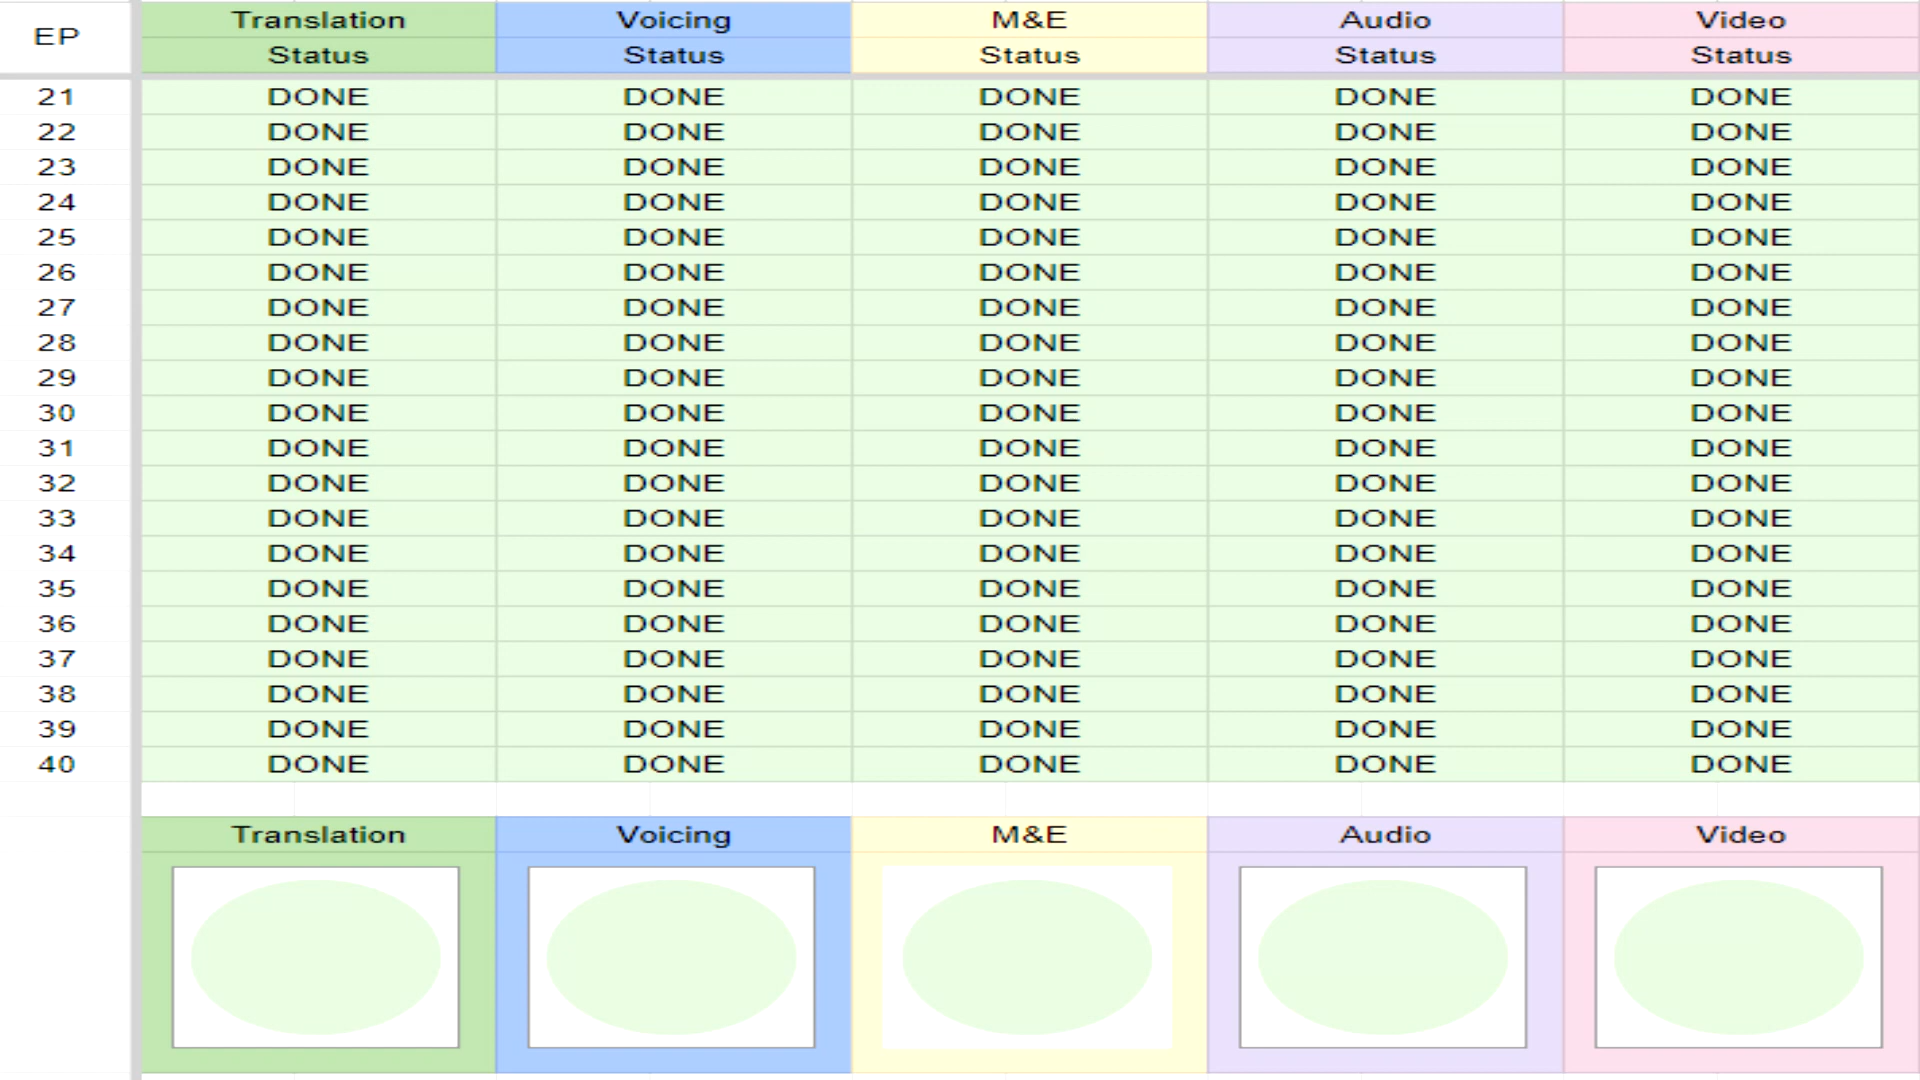 EP Translation Voicing M&E Audio Video
Status Status Status Status Status
21 DONE DONE DONE DONE DONE
22 DONE DONE DONE DONE DONE
23 DONE DONE DONE DONE DONE
24 DONE DONE DONE DONE DONE
25 DONE DONE DONE DONE DONE
26 DONE DONE DONE DONE DONE
27 DONE DONE DONE DONE DONE
28 DONE DONE DONE DONE DONE
29 DONE DONE DONE DONE DONE
30 DONE DONE DONE DONE DONE
31 DONE DONE DONE DONE DONE
32 DONE DONE DONE DONE DONE
33 DONE DONE DONE DONE DONE
34 DONE DONE DONE DONE DONE
35 DONE DONE DONE DONE DONE
36 DONE DONE DONE DONE DONE
37 DONE DONE DONE DONE DONE
38 DONE DONE DONE DONE DONE
39 DONE DONE DONE DONE DONE
40 DONE DONE DONE DONE DONE
Translation Voicing M&E Audio Video